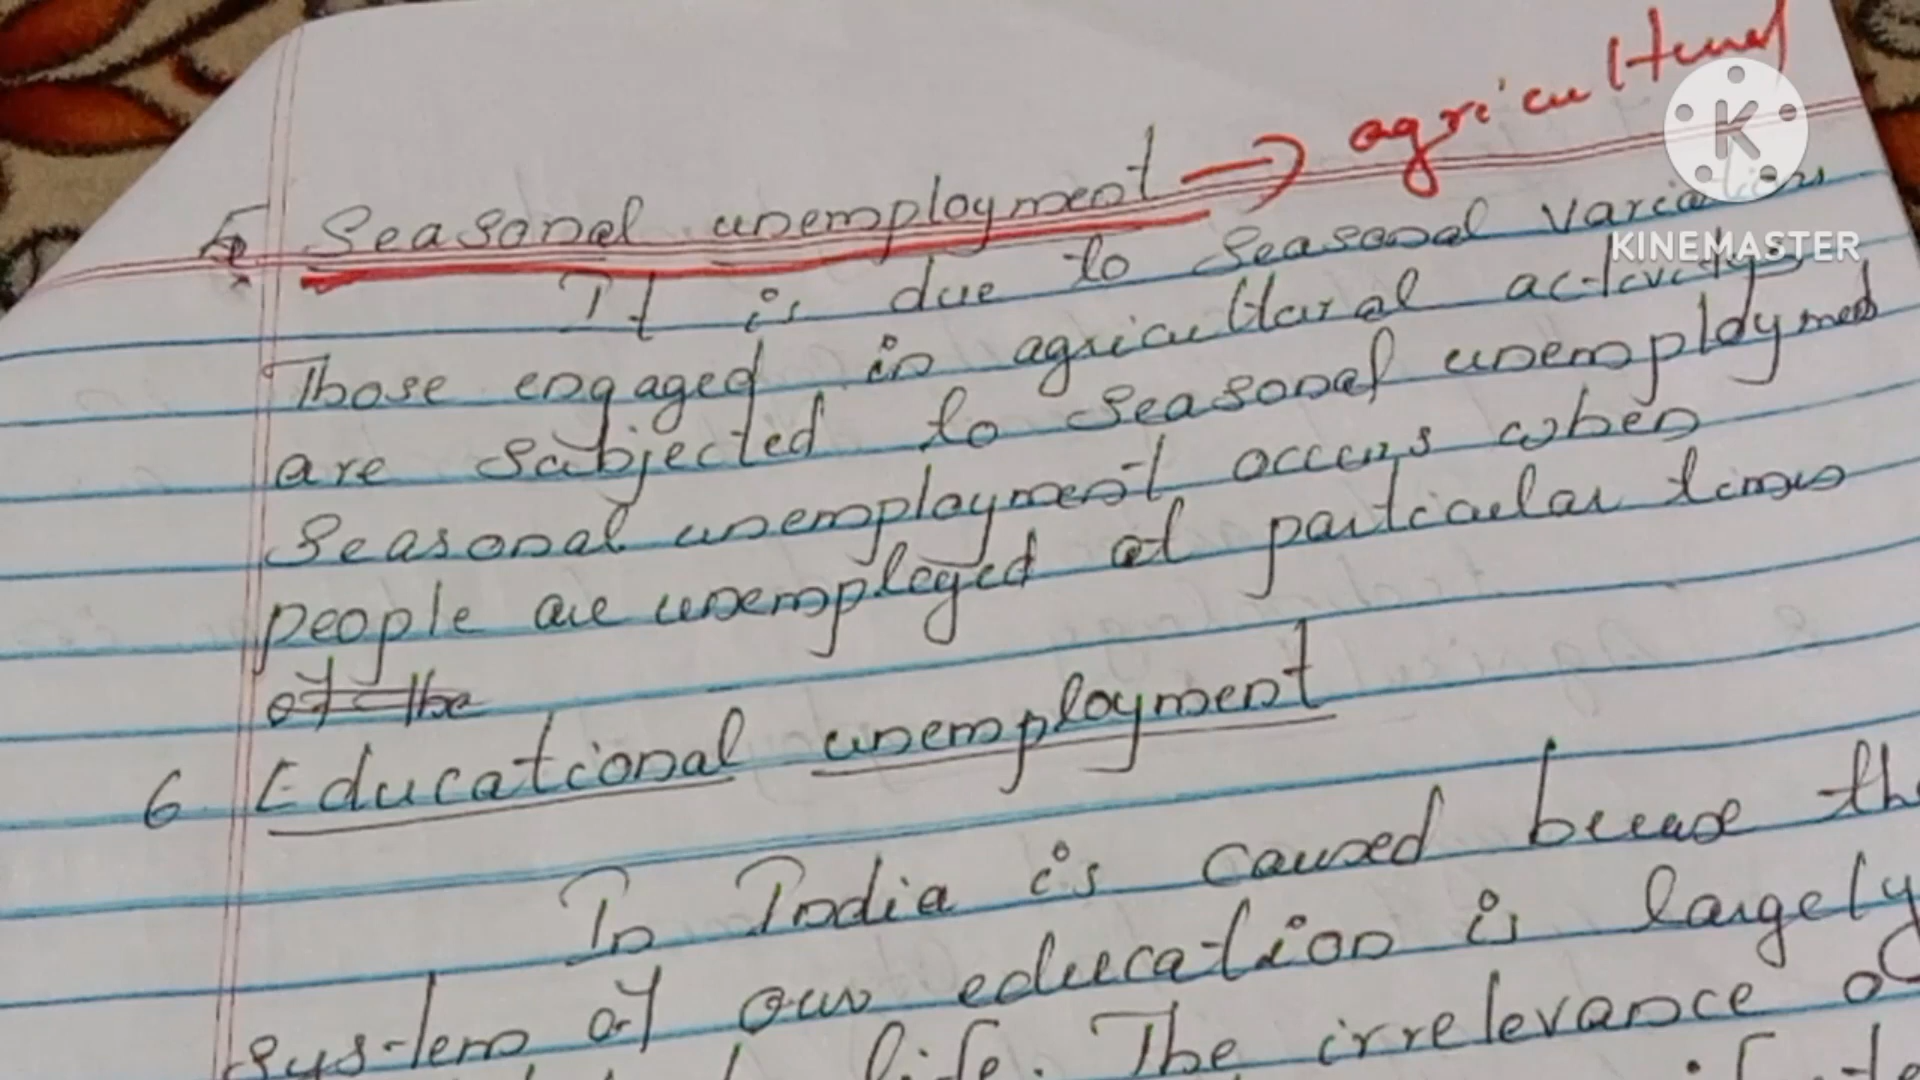 5. Seasonal unemployment → agricultural
KINEMASTER
It is due to Seasonal variation
Those engaged in agricultural activity
are subjected to seasonal unemployment
Seasonal unemployment occurs when
people are unemployed at particular times
of the
6 Educational unemployment
In India is caused because the
system of our education is largely
life. The irrelevance of